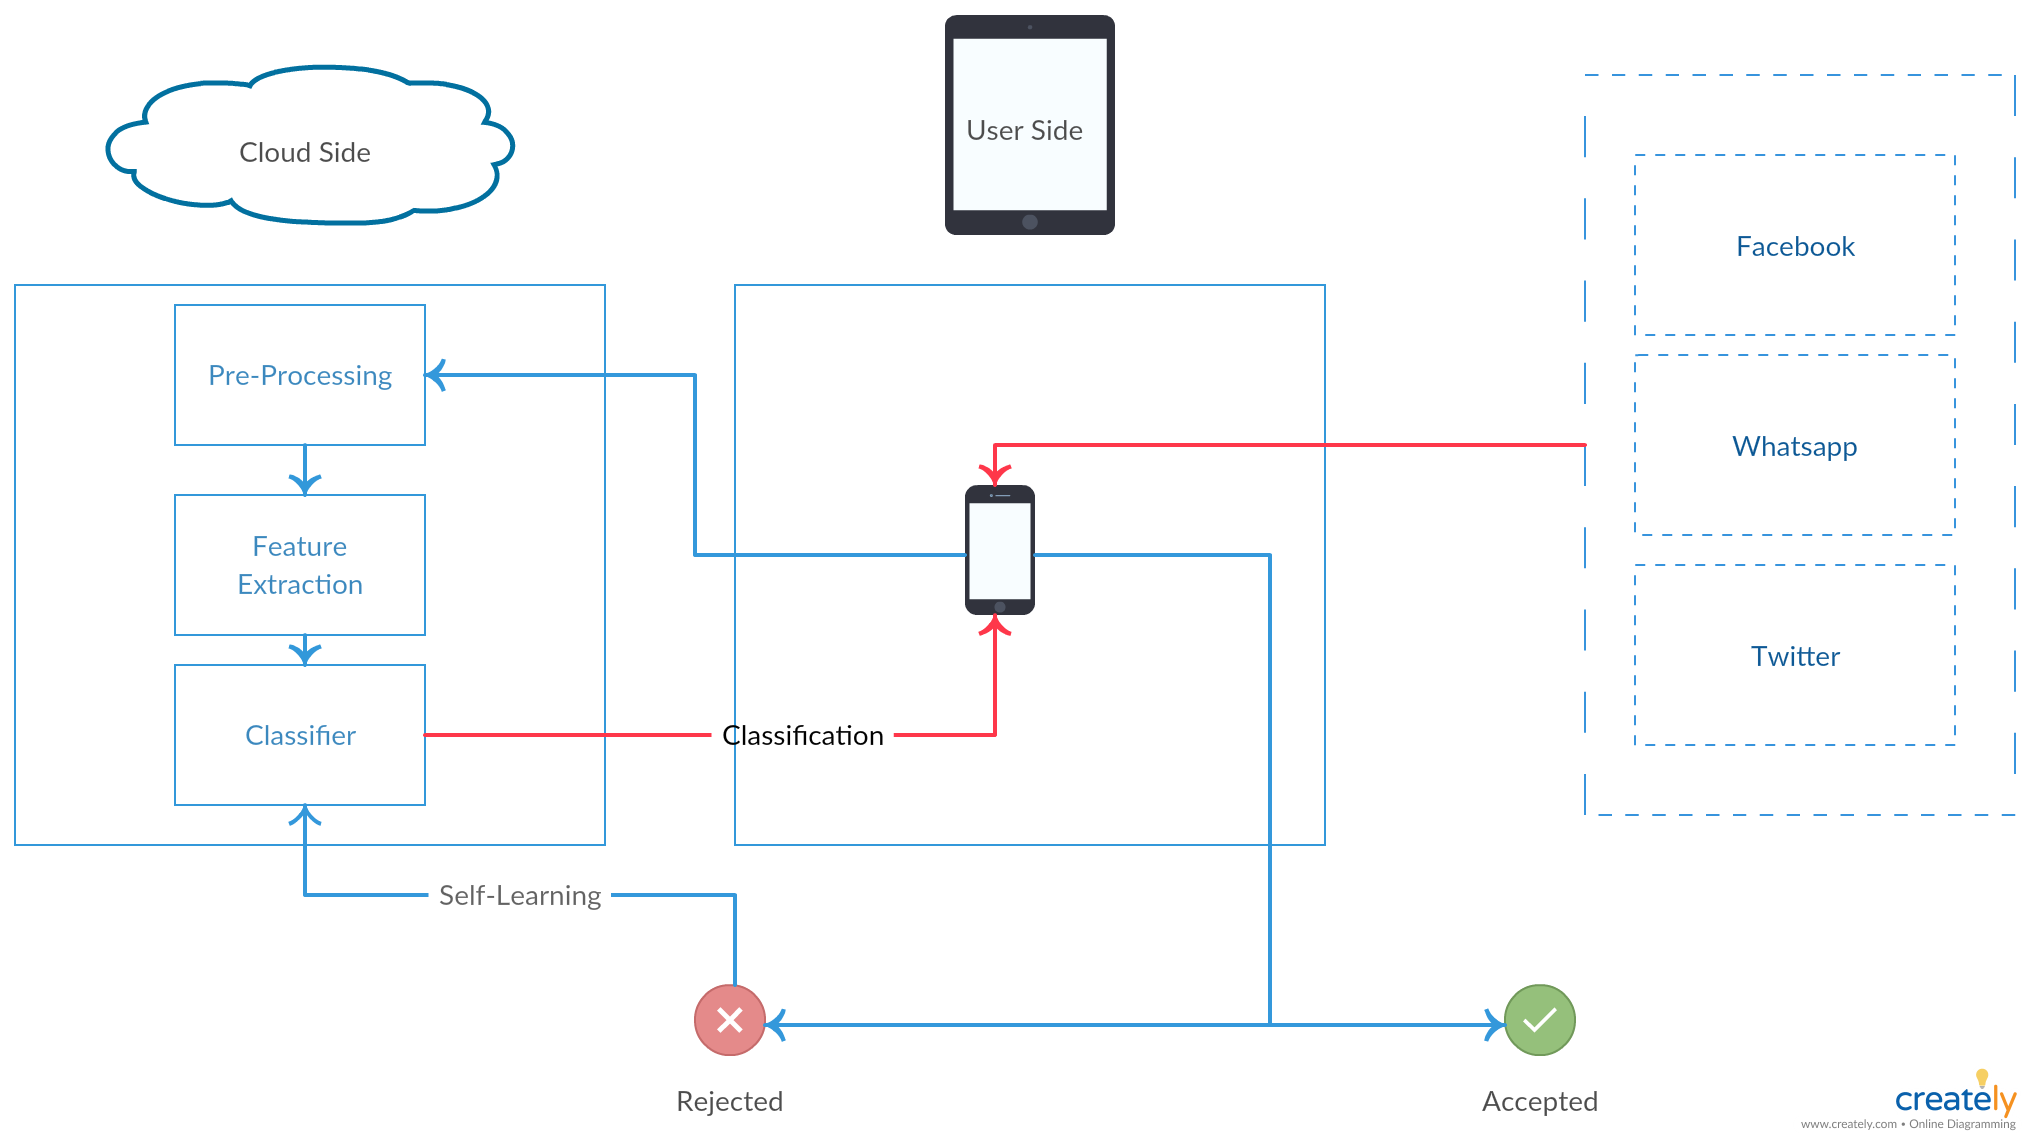 Cloud Side
User Side
Facebook
Whatsapp
Twitter
Pre-Processing
Feature
Extraction
Classifier
Classification
Self-Learning
Rejected
Accepted
creately
www.creately.com • Online Diagramming